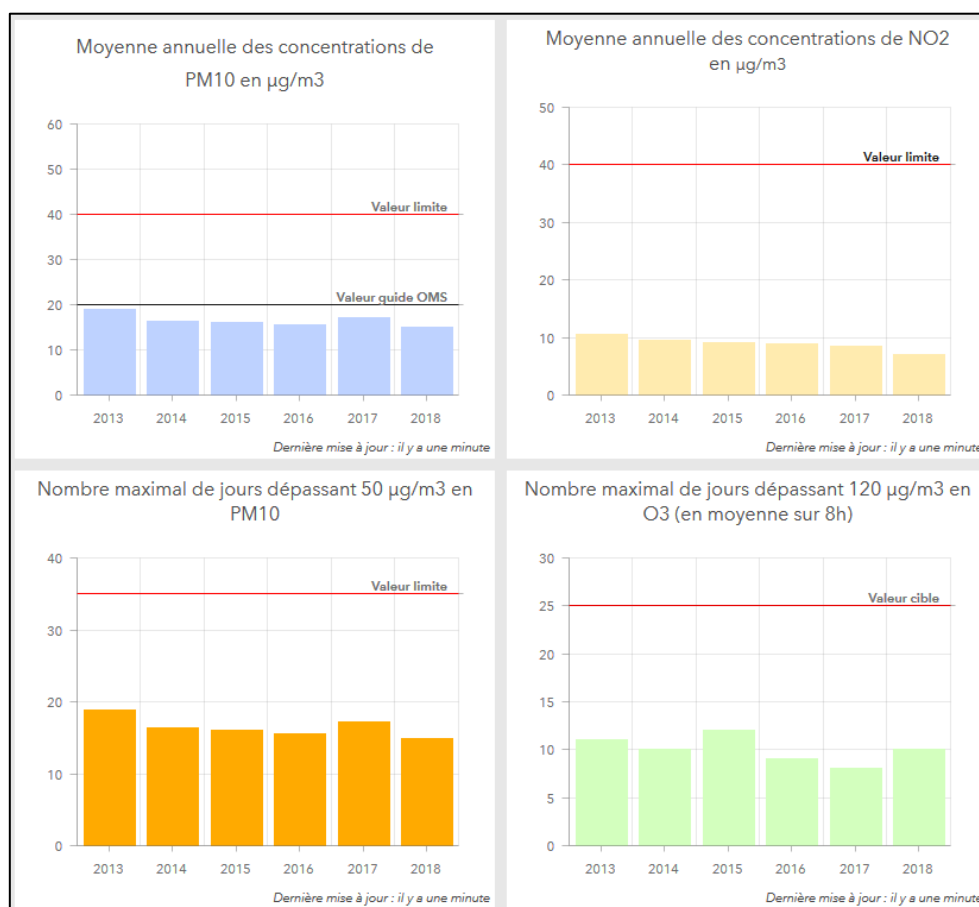 Moyenne annuelle des concentrations de
PM10 en µg/m3
60
50
40
30
20
10
0
Valeur limite
Valeur guide OMS
2013 2014 2015 2016 2017 2018
Dernière mise à jour : il y a une minute
Moyenne annuelle des concentrations de NO2
en µg/m3
50
40
30
20
10
0
Valeur limite
2013 2014 2015 2016 2017 2018
Dernière mise à jour : il y a une minute
Nombre maximal de jours dépassant 50 µg/m3 en
PM10
40
30
20
10
0
Valeur limite
2013 2014 2015 2016 2017 2018
Dernière mise à jour : il y a une minute
Nombre maximal de jours dépassant 120 µg/m3 en
O3 (en moyenne sur 8h)
30
25
20
15
10
5
0
Valeur cible
2013 2014 2015 2016 2017 2018
Dernière mise à jour : il y a une minute